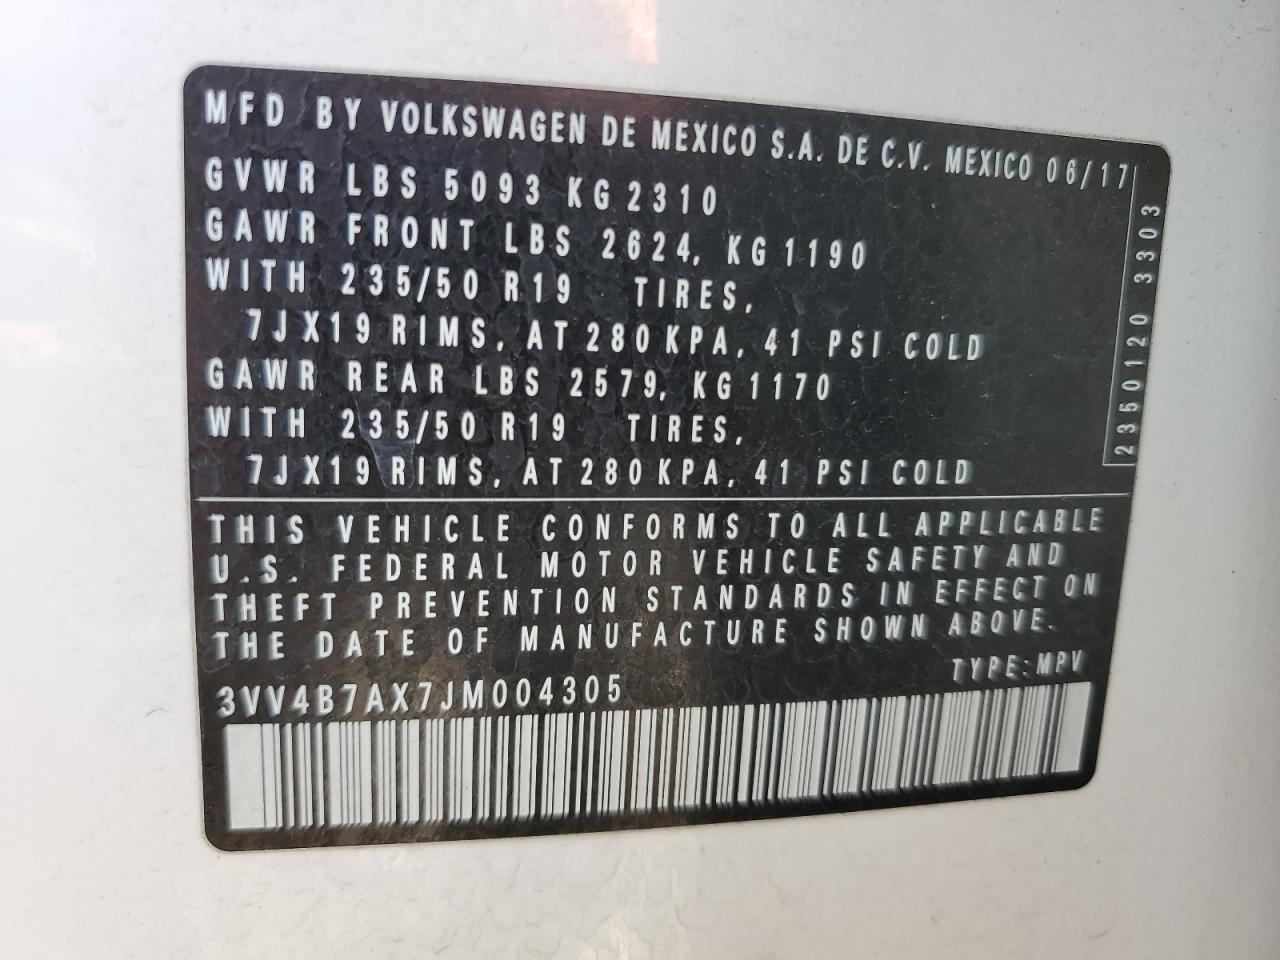 MFD BY VOLKSWAGEN DE MEXICO S.A. DE C.V. MEXICO 06/17
GVWR LBS 5093 KG 2310
GAWR FRONT LBS 2624, KG 1190
WITH 235/50 R19 TIRES,
7JX19 RIMS, AT 280 KPA, 41 PSI COLD
GAWR REAR LBS 2579, KG 1170
WITH 235/50 R19 TIRES,
7JX19 RIMS, AT 280 KPA, 41 PSI COLD
2350120 3303
THIS VEHICLE CONFORMS TO ALL APPLICABLE
U.S. FEDERAL MOTOR VEHICLE SAFETY AND
THEFT PREVENTION STANDARDS IN EFFECT ON
THE DATE OF MANUFACTURE SHOWN ABOVE.
TYPE: MPV
3VV4B7AX7JM004305